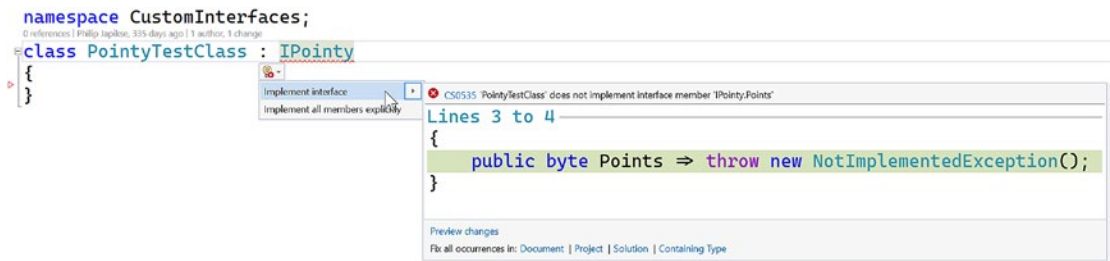 namespace CustomInterfaces;
0 references | Philip Japikse, 335 days ago | 1 author, 1 change
class PointyTestClass : IPointy
{
}
Implement interface
Implement all members explicitly
CS0535 'PointyTestClass' does not implement interface member 'IPointy.Points'
Lines 3 to 4
{
public byte Points => throw new NotImplementedException();
}
Preview changes
Fix all occurrences in: Document | Project | Solution | Containing Type